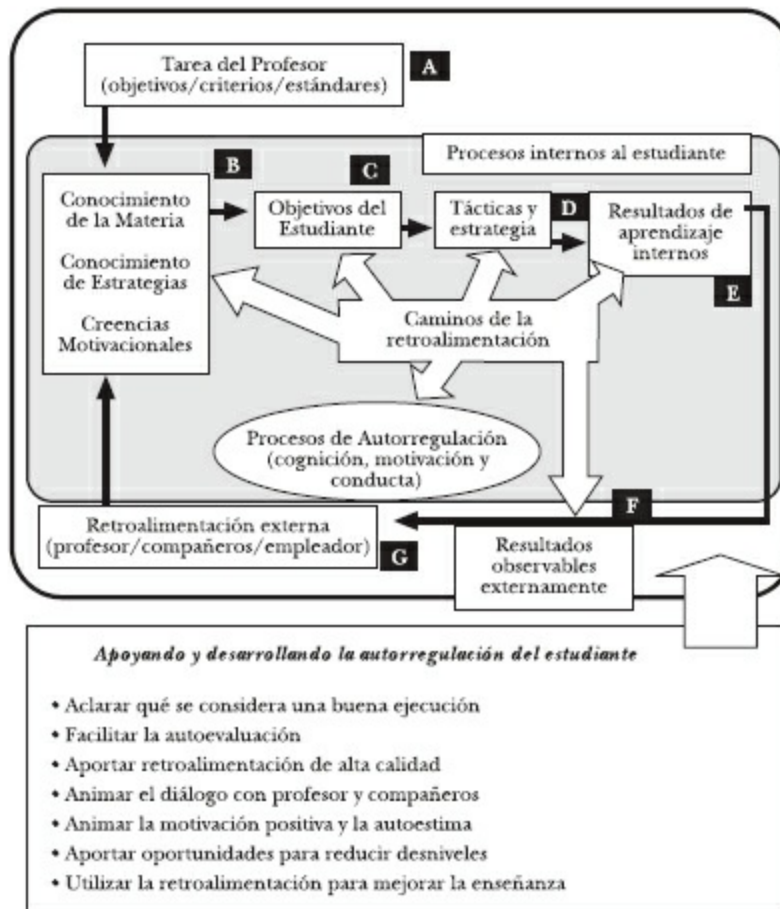 Tarea del Profesor
(objetivos/criterios/estándares)
A
Procesos internos al estudiante
B
C
Conocimiento
de la Materia
Conocimiento
de Estrategias
Creencias
Motivacionales
Objetivos del
Estudiante
Tácticas y
estrategia
D
Resultados de
aprendizaje
internos
E
Caminos de la
retroalimentación
Procesos de Autorregulación
(cognición, motivación y
conducta)
F
Retroalimentación externa
(profesor/compañeros/empleador)
G
Resultados
observables
externamente
Apoyando y desarrollando la autorregulación del estudiante
• Aclarar qué se considera una buena ejecución
• Facilitar la autoevaluación
• Aportar retroalimentación de alta calidad
• Animar el diálogo con profesor y compañeros
• Animar la motivación positiva y la autoestima
• Aportar oportunidades para reducir desniveles
• Utilizar la retroalimentación para mejorar la enseñanza